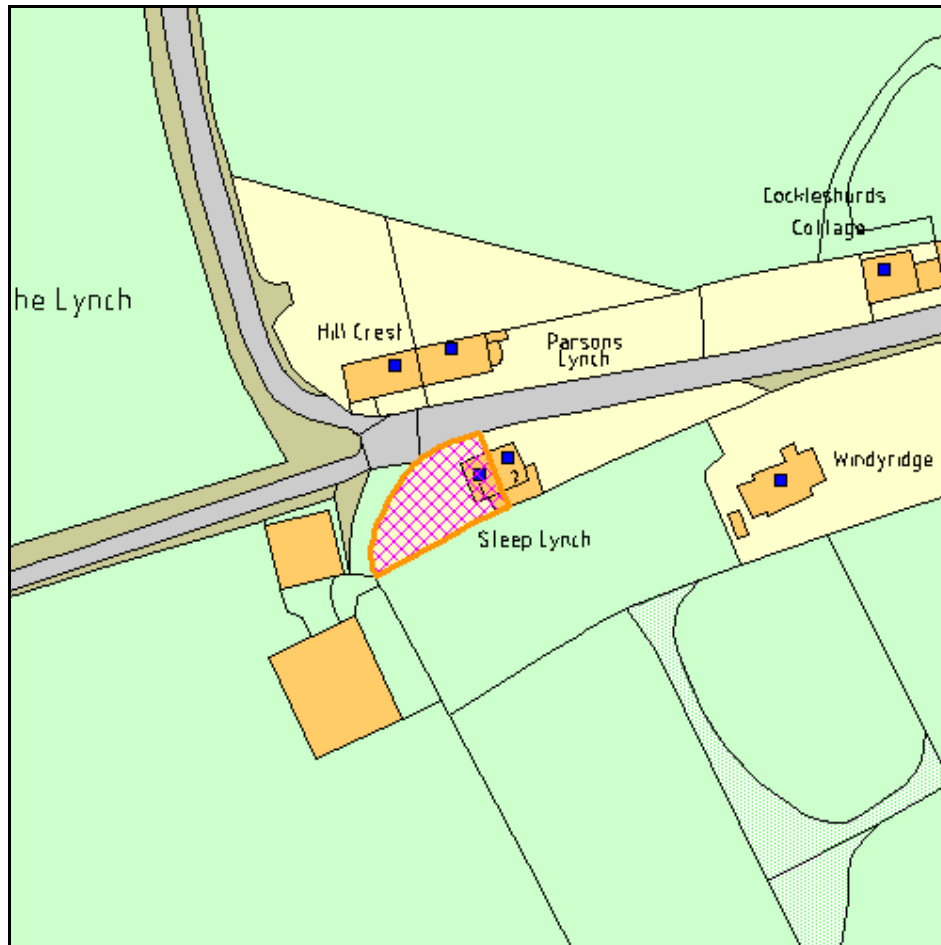 Cockleshurds
Cottage
he Lynch
Hill Crest
Parsons
Lynch
Windyridge
2
Sleep Lynch